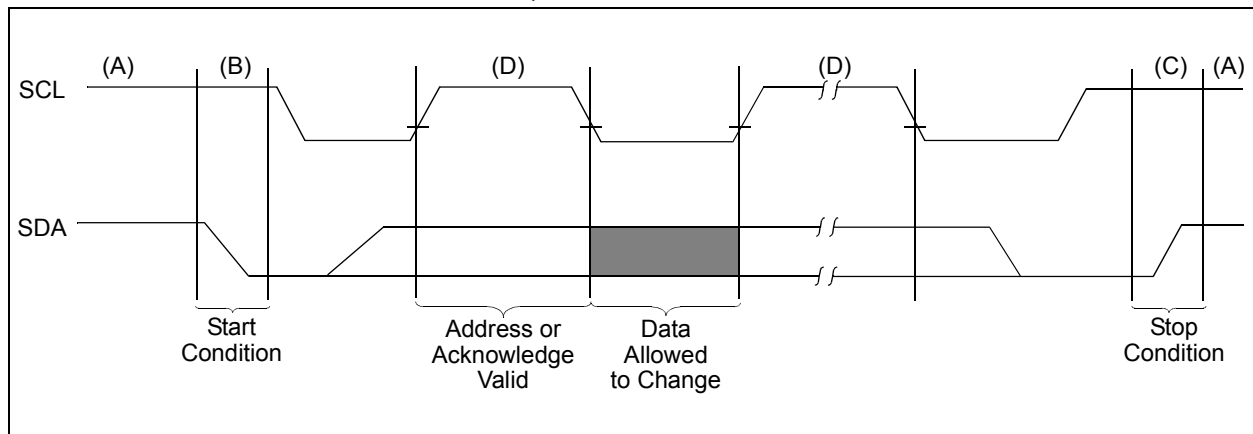 (A) (B) (D) (D) (C) (A)
SCL
SDA
Start
Condition
Address or
Acknowledge
Valid
Data
Allowed
to Change
Stop
Condition